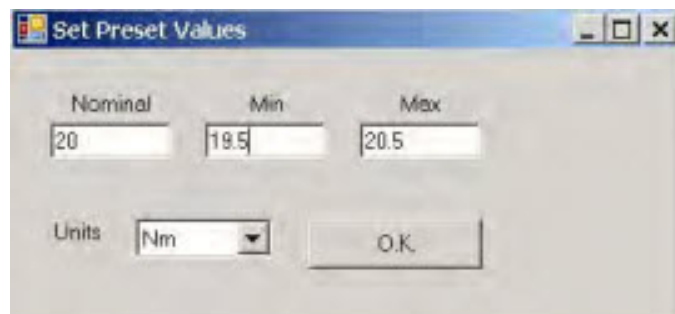 Set Preset Values
Nominal Min Max
20 19.5 20.5
Units Nm O.K.